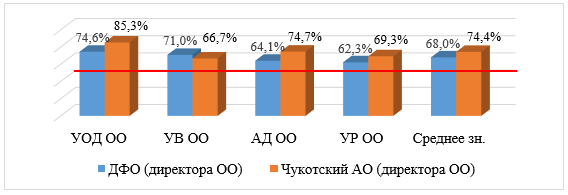 74,6% 85,3% 71,0% 66,7% 64,1% 74,7% 62,3% 69,3% 68,0% 74,4%
УОД ОО УВ ОО АД ОО УР ОО Среднее зн.
ДФО (директора ОО) Чукотский АО (директора ОО)